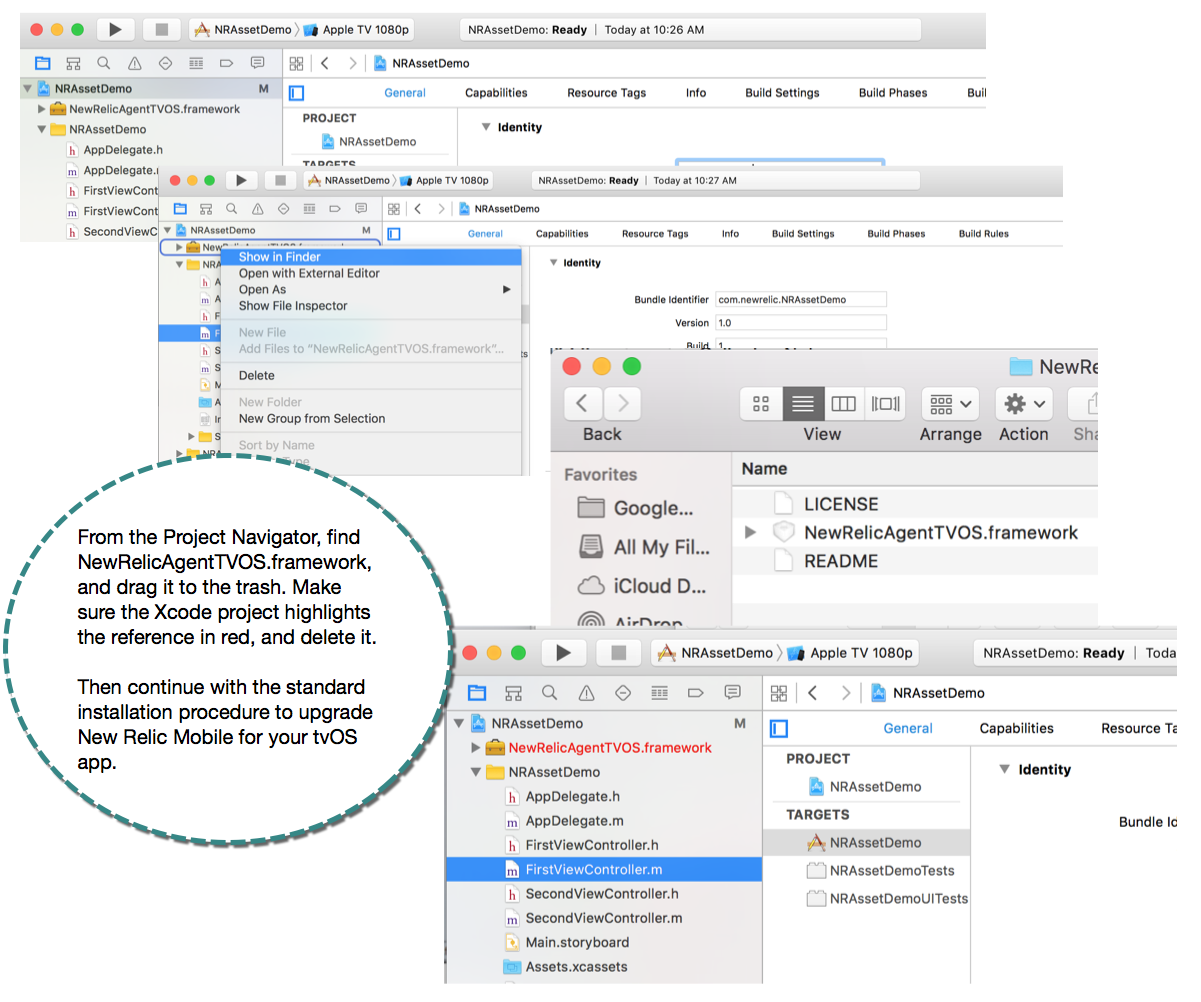 NRAssetDemo Apple TV 1080p NRAssetDemo: Ready | Today at 10:26 AM
NRAssetDemo
NRAssetDemo M
General Capabilities Resource Tags Info Build Settings Build Phases Buil
NewRelicAgentTVOS.framework
PROJECT
NRAssetDemo
Identity
NRAssetDemo
AppDelegate.h
TARGETS
AppDelegate.
FirstViewCont
FirstViewCont
SecondViewC
NRAssetDemo Apple TV 1080p NRAssetDemo: Ready | Today at 10:27 AM
NRAssetDemo
NRAssetDemo M
General Capabilities Resource Tags Info Build Settings Build Phases Build Rules
Show in Finder
Open with External Editor
Open As
Show File Inspector
New File
Add Files to “NewRelicAgentTVOS.framework”...
Delete
New Folder
New Group from Selection
Sort by Name
Identity
Bundle Identifier com.newrelic.NRAssetDemo
Version 1.0
Build 1
NewRe
Back View Arrange Action Sha
Favorites
Google...
All My Fil...
iCloud D...
AirDrop
Name
LICENSE
NewRelicAgentTVOS.framework
README
From the Project Navigator, find
NewRelicAgentTVOS.framework,
and drag it to the trash. Make
sure the Xcode project highlights
the reference in red, and delete it.
Then continue with the standard
installation procedure to upgrade
New Relic Mobile for your tvOS
app.
NRAssetDemo Apple TV 1080p NRAssetDemo: Ready | Toda
NRAssetDemo
NRAssetDemo M
General Capabilities Resource Ta
NewRelicAgentTVOS.framework
NRAssetDemo
AppDelegate.h
AppDelegate.m
FirstViewController.h
FirstViewController.m
SecondViewController.h
SecondViewController.m
Main.storyboard
Assets.xcassets
PROJECT
NRAssetDemo
TARGETS
NRAssetDemo
NRAssetDemoTests
NRAssetDemoUITests
Identity
Bundle Id